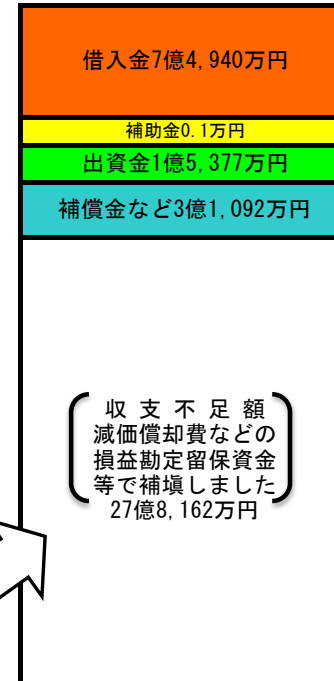 借入金7億4,940万円
補助金0.1万円
出資金1億5,377万円
補償金など3億1,092万円
収支不足額
減価償却費などの
損益勘定留保資金
等で補塡しました
27億8,162万円